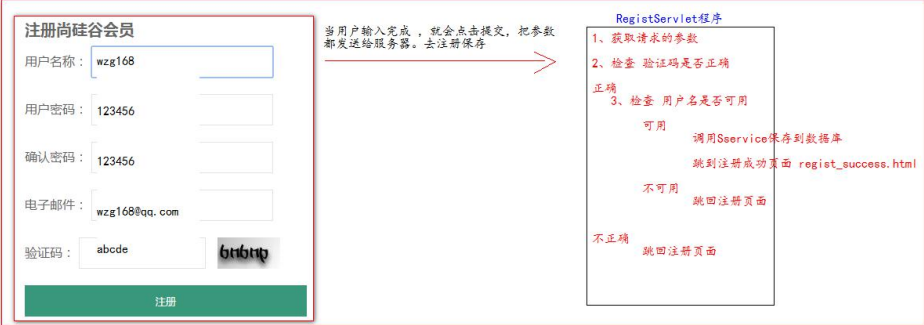 注册尚硅谷会员
用户名称： wzg168
用户密码： 123456
确认密码： 123456
电子邮件： wzg168@qq.com
验证码： abcde 6n6np
注册
当用户输入完成 ，就会点击提交，把参数
都发送给服务器。去注册保存
RegistServlet程序
1、获取请求的参数
2、检查 验证码是否正确
正确
3、检查 用户名是否可用
可用
调用Sservice保存到数据库
跳到注册成功页面 regist_success.html
不可用
跳回注册页面
不正确
跳回注册页面